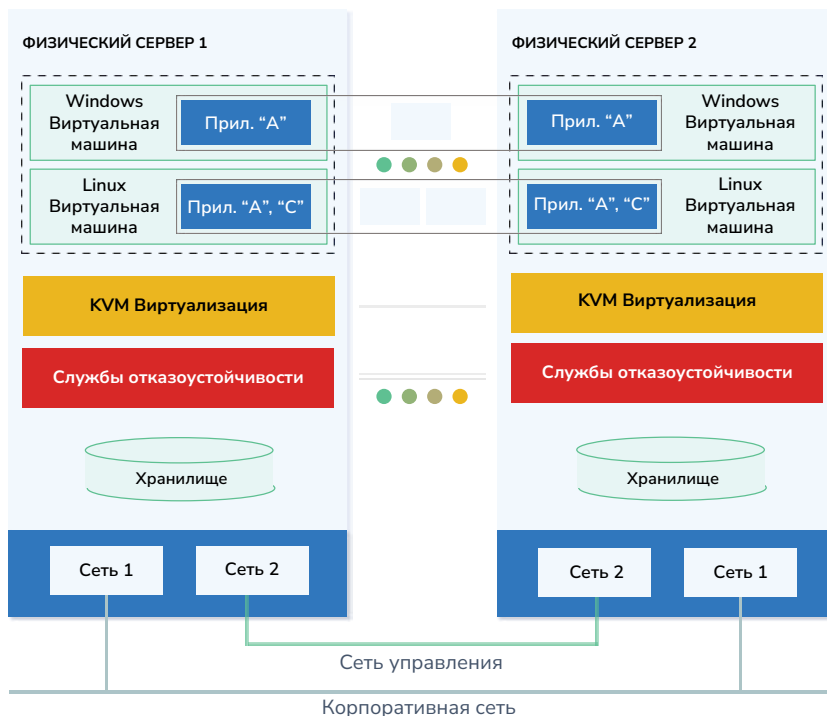 ФИЗИЧЕСКИЙ СЕРВЕР 1
Windows
Виртуальная
машина
Прил. “A”
Linux
Виртуальная
машина
Прил. “A”, “C”
KVM Виртуализация
Службы отказоустойчивости
Хранилище
Сеть 1
Сеть 2
ФИЗИЧЕСКИЙ СЕРВЕР 2
Прил. “A”
Windows
Виртуальная
машина
Прил. “A”, “C”
Linux
Виртуальная
машина
KVM Виртуализация
Службы отказоустойчивости
Хранилище
Сеть 2
Сеть 1
Сеть управления
Корпоративная сеть